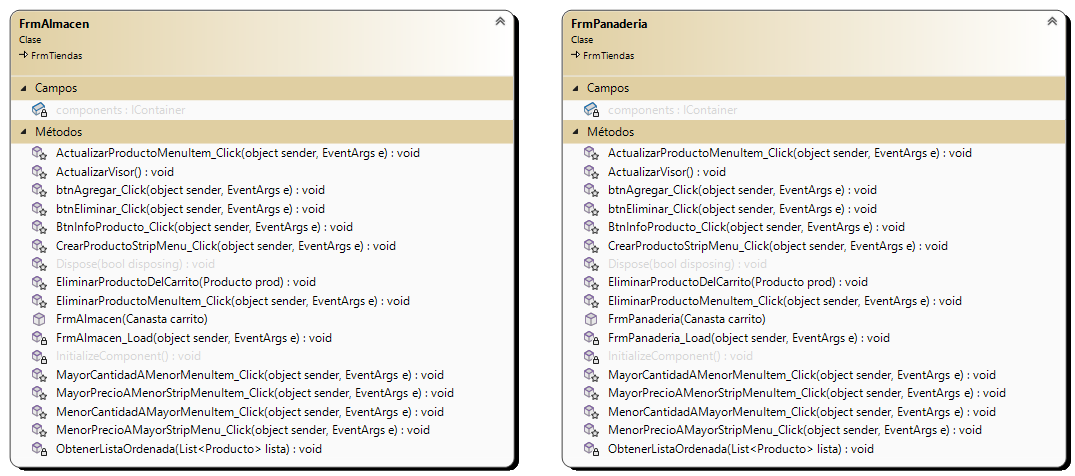 FrmAlmacen
Clase
FrmTiendas
Campos
components : IContainer
Métodos
ActualizarProductoMenuItem_Click(object sender, EventArgs e) : void
ActualizarVisor() : void
btnAgregar_Click(object sender, EventArgs e) : void
btnEliminar_Click(object sender, EventArgs e) : void
BtnInfoProducto_Click(object sender, EventArgs e) : void
CrearProductoStripMenu_Click(object sender, EventArgs e) : void
Dispose(bool disposing) : void
EliminarProductoDelCarrito(Producto prod) : void
EliminarProductoMenuItem_Click(object sender, EventArgs e) : void
FrmAlmacen(Canasta carrito)
FrmAlmacen_Load(object sender, EventArgs e) : void
InitializeComponent() : void
MayorCantidadAMenorMenuItem_Click(object sender, EventArgs e) : void
MayorPrecioAMenorStripMenuItem_Click(object sender, EventArgs e) : void
MenorCantidadAMayorMenuItem_Click(object sender, EventArgs e) : void
MenorPrecioAMayorStripMenu_Click(object sender, EventArgs e) : void
ObtenerListaOrdenada(List<Producto> lista) : void
FrmPanaderia
Clase
FrmTiendas
Campos
components : IContainer
Métodos
ActualizarProductoMenuItem_Click(object sender, EventArgs e) : void
ActualizarVisor() : void
btnAgregar_Click(object sender, EventArgs e) : void
btnEliminar_Click(object sender, EventArgs e) : void
BtnInfoProducto_Click(object sender, EventArgs e) : void
CrearProductoStripMenu_Click(object sender, EventArgs e) : void
Dispose(bool disposing) : void
EliminarProductoDelCarrito(Producto prod) : void
EliminarProductoMenuItem_Click(object sender, EventArgs e) : void
FrmPanaderia(Canasta carrito)
FrmPanaderia_Load(object sender, EventArgs e) : void
InitializeComponent() : void
MayorCantidadAMenorMenuItem_Click(object sender, EventArgs e) : void
MayorPrecioAMenorStripMenuItem_Click(object sender, EventArgs e) : void
MenorCantidadAMayorMenuItem_Click(object sender, EventArgs e) : void
MenorPrecioAMayorStripMenu_Click(object sender, EventArgs e) : void
ObtenerListaOrdenada(List<Producto> lista) : void